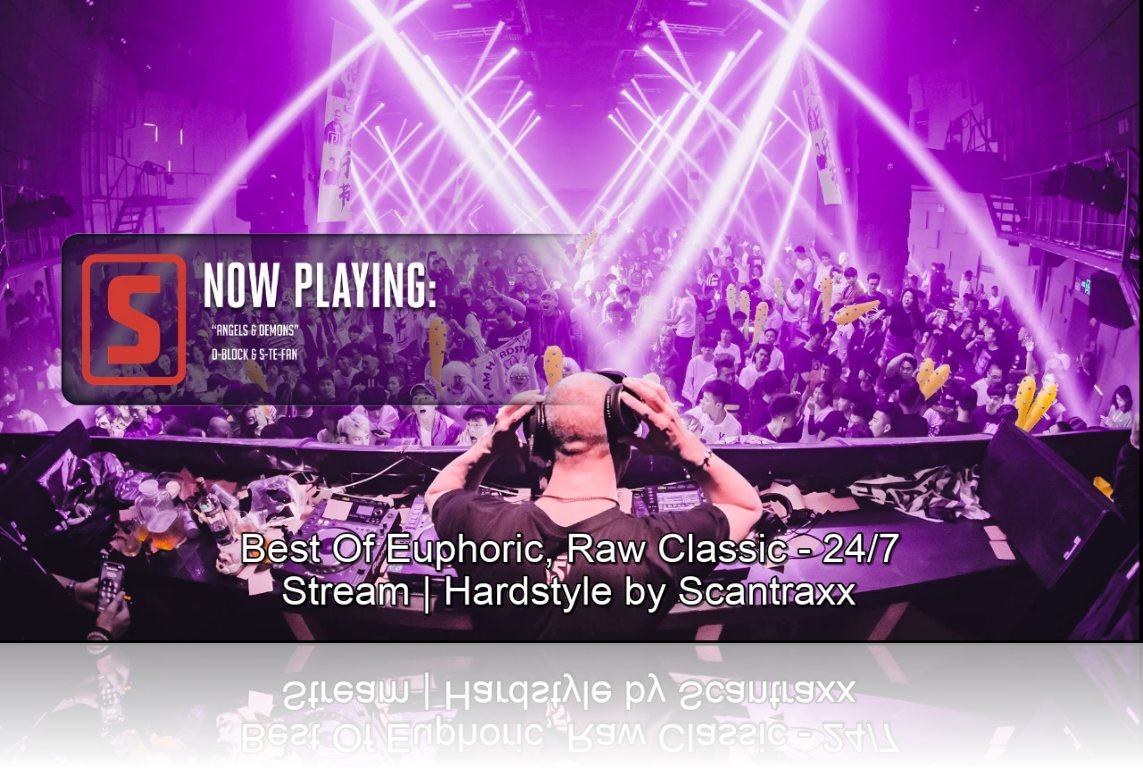 S
NOW PLAYING:
“ANGELS & DEMONS”
D-BLOCK & S-TE-FAN
Best Of Euphoric, Raw Classic - 24/7
Stream | Hardstyle by Scantraxx